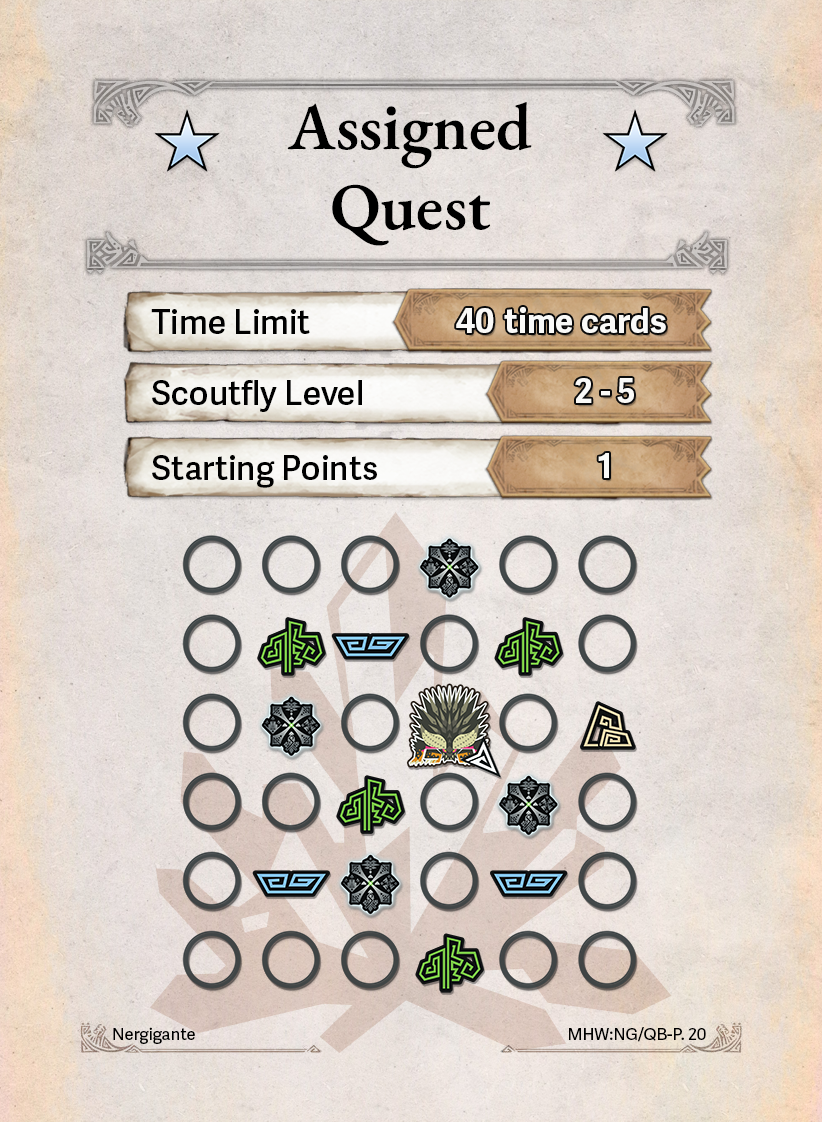 Assigned
Quest
Time Limit
40 time cards
Scoutfly Level
2 - 5
Starting Points
1
Nergigante
MHW:NG/QB-P. 20